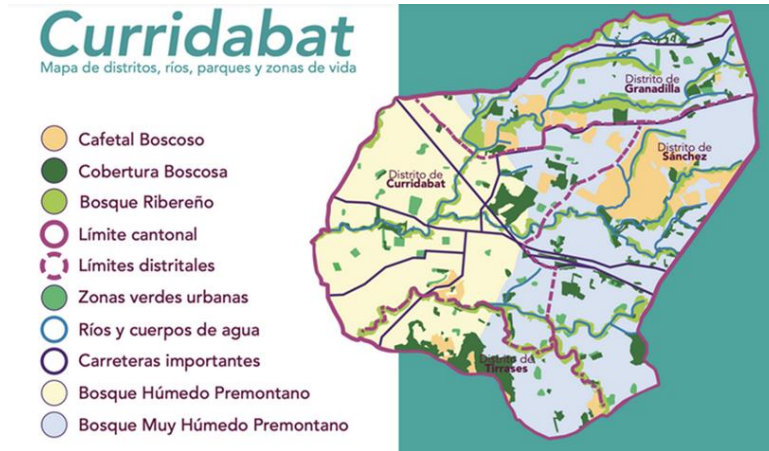 Curridabat
Mapa de distritos, ríos, parques y zonas de vida
Cafetal Boscoso
Cobertura Boscosa
Bosque Ribereño
Límite cantonal
Límites distritales
Zonas verdes urbanas
Ríos y cuerpos de agua
Carreteras importantes
Bosque Húmedo Premontano
Bosque Muy Húmedo Premontano
Distrito de
Granadilla
Distrito de
Sánchez
Distrito de
Curridabat
Distrito de
Tirrases